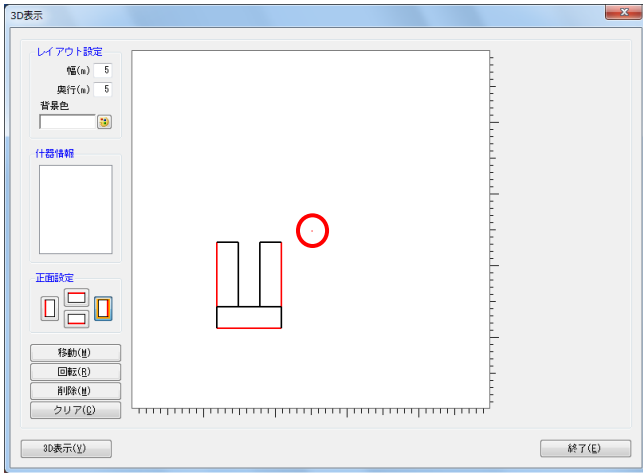 3D表示
レイアウト設定
幅(m) 5
奥行(m) 5
背景色
什器情報
正面設定
移動(M)
回転(R)
削除(M)
クリア(C)
3D表示(V)
終了(E)